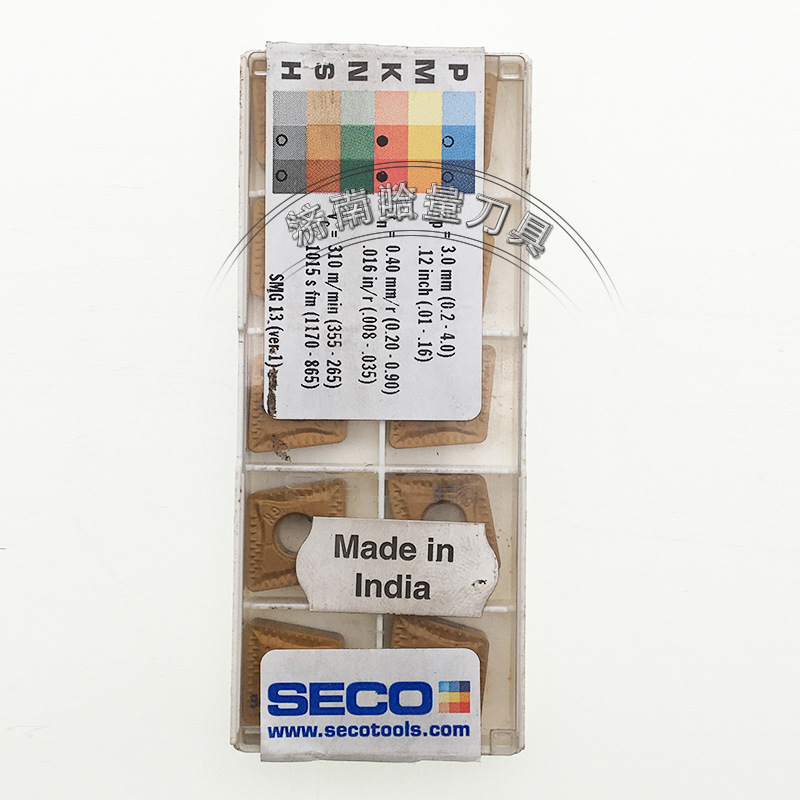 P M K N S H
济南哈量刀具
p = 3.0 mm (0.2 - 4.0)
.12 inch (.01 - .16)
n = 0.40 mm/r (0.20 - 0.90)
.016 in/r (.008 - .035)
Vc = 310 m/min (355 - 265)
1015 s fm (1170 - 865)
SMG 13 (ver.1)
Made in
India
SECO
www.secotools.com